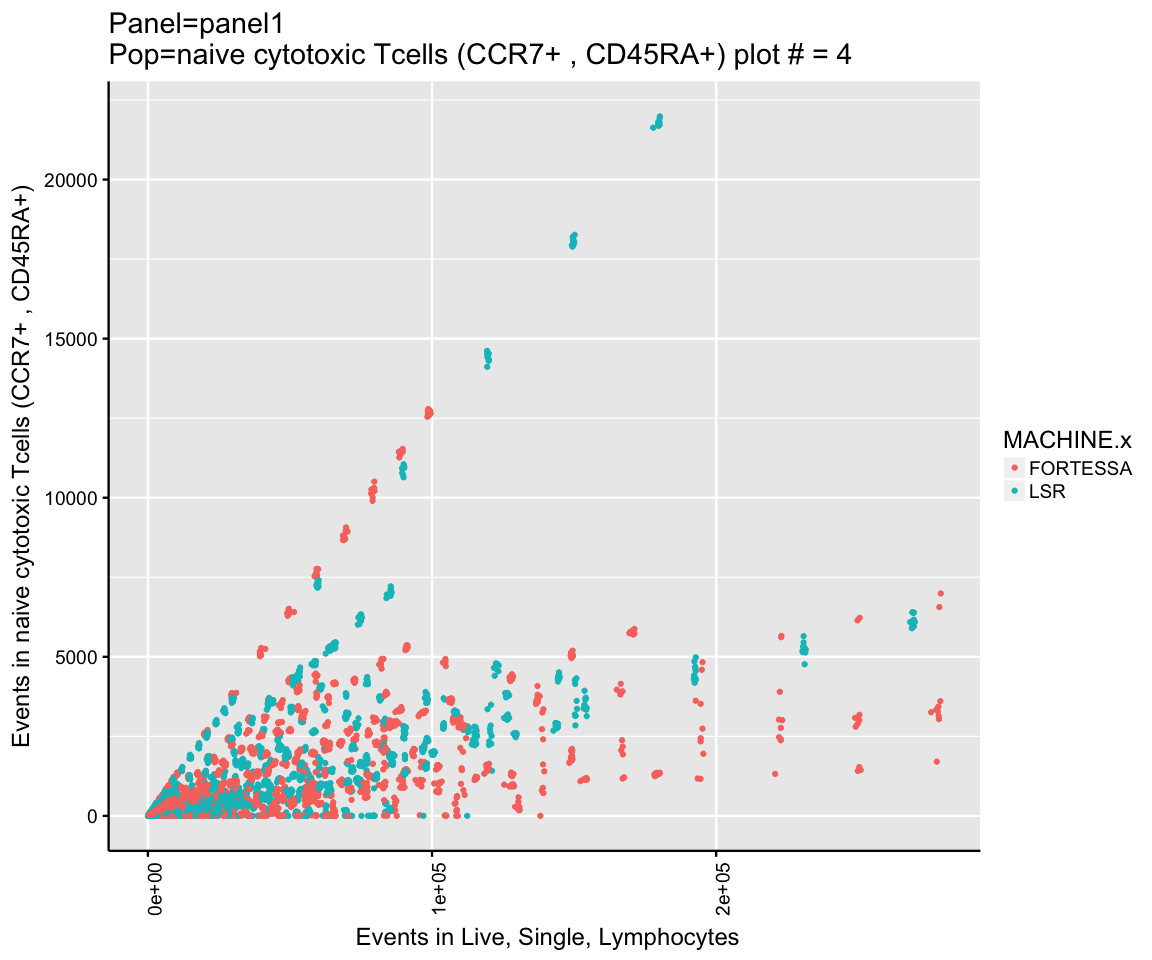 Panel=panel1
Pop=naive cytotoxic Tcells (CCR7+ , CD45RA+) plot # = 4
Events in naive cytotoxic Tcells (CCR7+ , CD45RA+)
20000
15000
10000
5000
0
0e+00
1e+05
2e+05
Events in Live, Single, Lymphocytes
MACHINE.x
FORTESSA
LSR